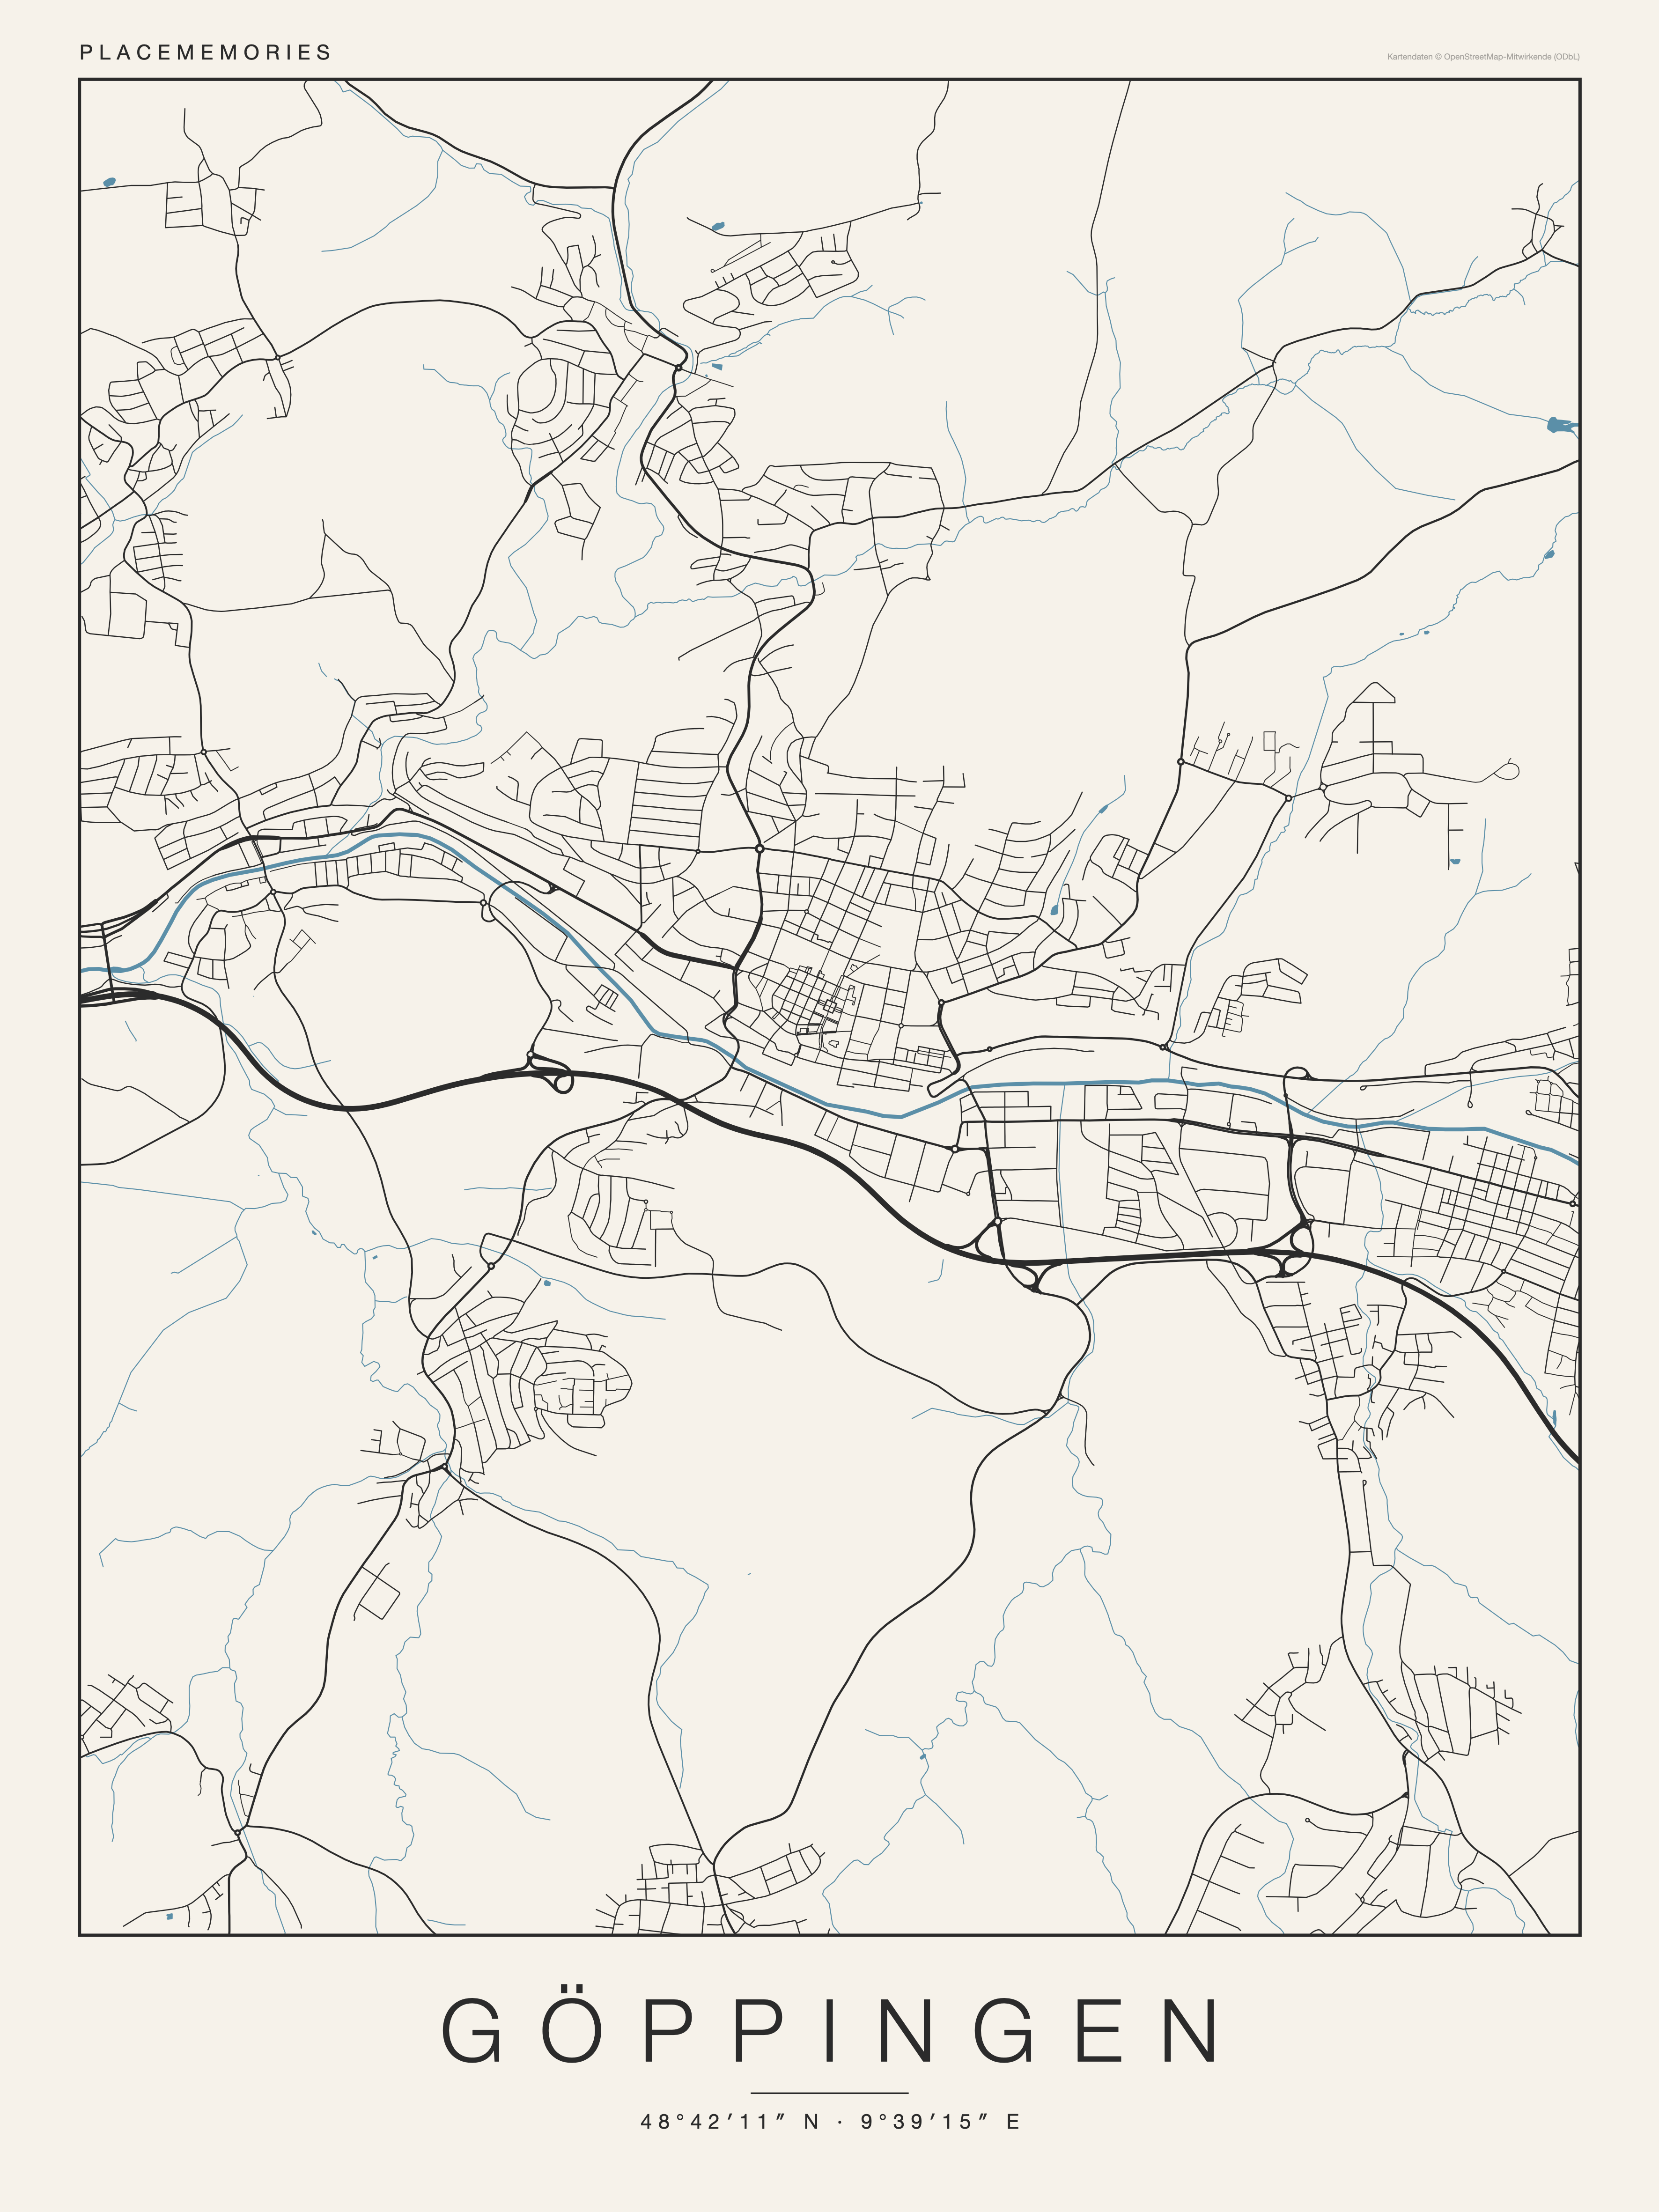 PLACEMEMORIES
Kartendaten © OpenStreetMap-Mitwirkende (ODbL)
GÖPPINGEN
48°42′11″ N · 9°39′15″ E